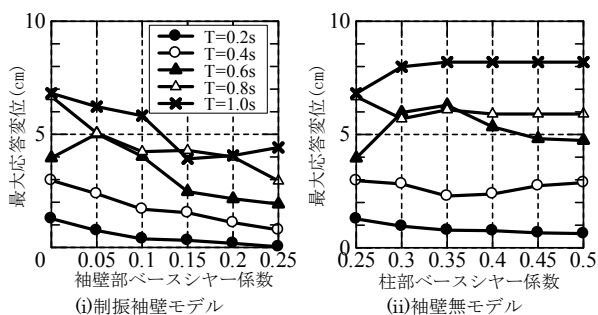 10
5
0
最大応答変位(cm)
T=0.2s
T=0.4s
T=0.6s
T=0.8s
T=1.0s
0 0.05 0.1 0.15 0.2 0.25
袖壁部ベースシヤー係数
(i)制振袖壁モデル
10
5
0
最大応答変位(cm)
0.25 0.3 0.35 0.4 0.45 0.5
柱部ベースシヤー係数
(ii)袖壁無モデル